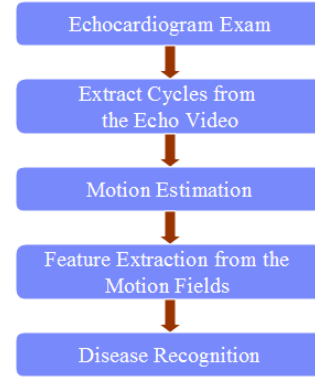 Echocardiogram Exam
Extract Cycles from
the Echo Video
Motion Estimation
Feature Extraction from the
Motion Fields
Disease Recognition